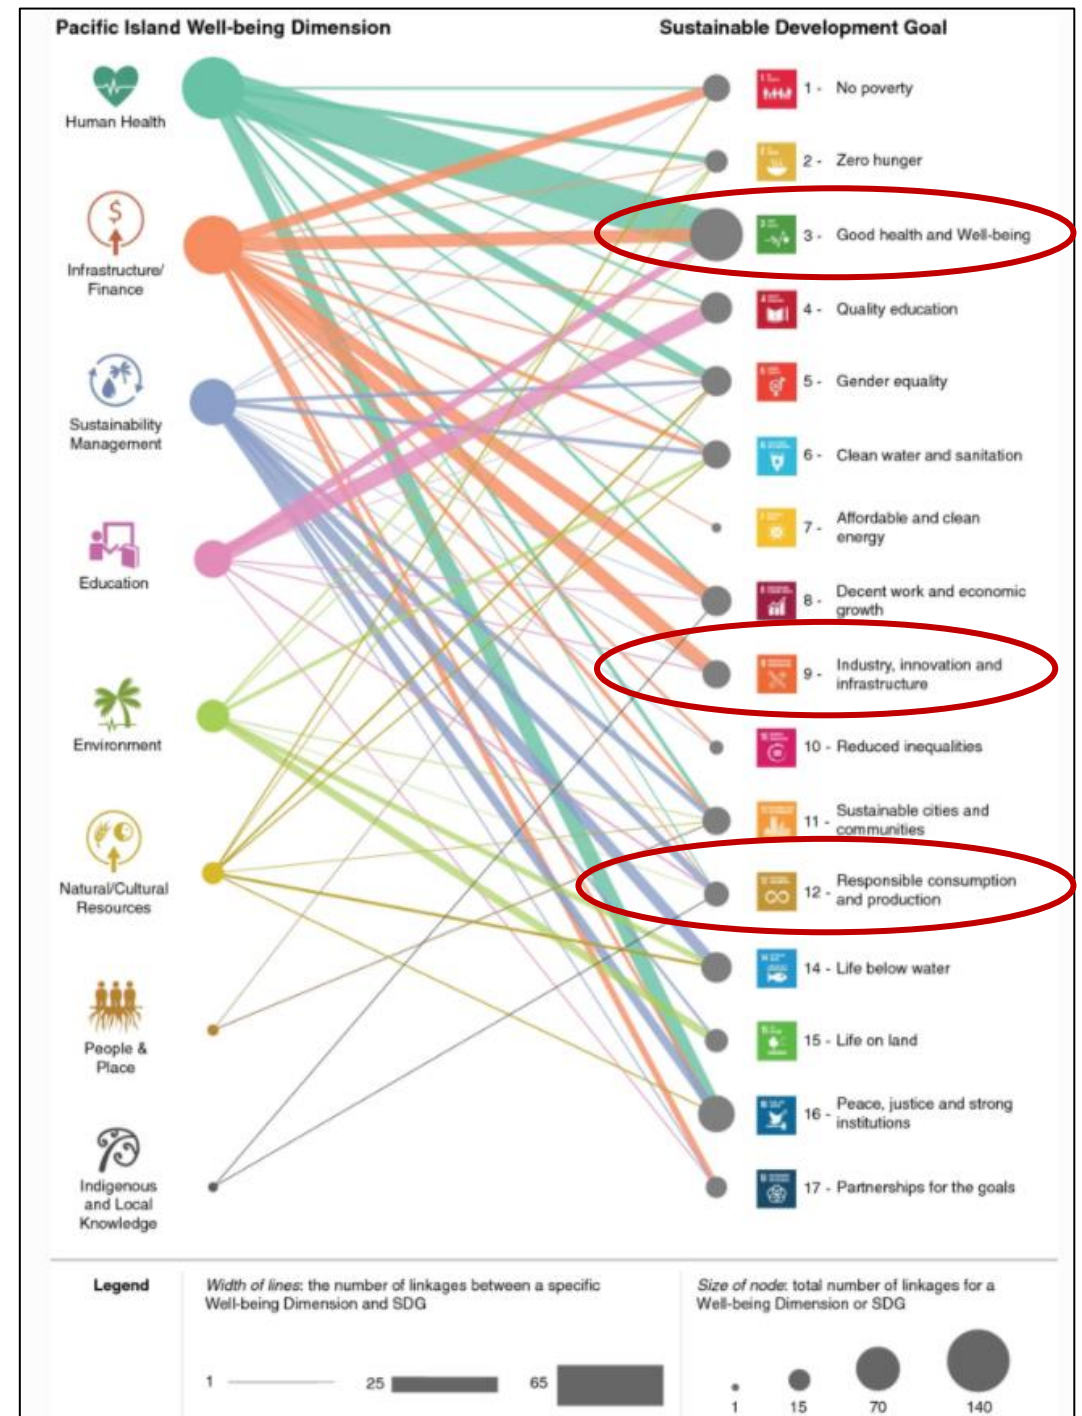 Pacific Island Well-being Dimension
Sustainable Development Goal
Human Health
Infrastructure/
Finance
Sustainability
Management
Education
Environment
Natural/Cultural
Resources
People &
Place
Indigenous
and Local
Knowledge
1 - No poverty
2 - Zero hunger
3 - Good health and Well-being
4 - Quality education
5 - Gender equality
6 - Clean water and sanitation
7 - Affordable and clean
energy
8 - Decent work and economic
growth
9 - Industry, innovation and
infrastructure
10 - Reduced inequalities
11 - Sustainable cities and
communities
12 - Responsible consumption
and production
14 - Life below water
15 - Life on land
16 - Peace, justice and strong
institutions
17 - Partnerships for the goals
Legend
Width of lines: the number of linkages between a specific
Well-being Dimension and SDG
1
25
65
Size of node: total number of linkages for a
Well-being Dimension or SDG
1
15
70
140